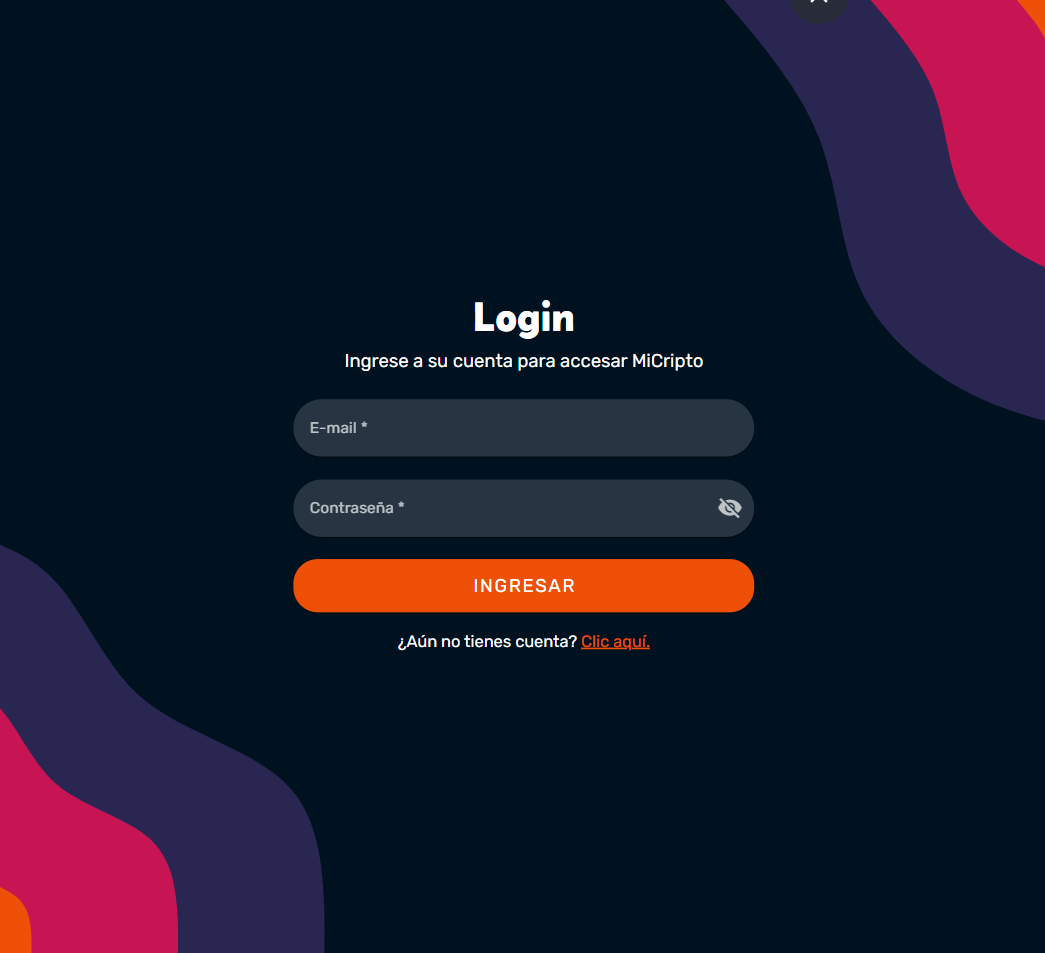 Login
Ingrese a su cuenta para accesar MiCripto
E-mail *
Contraseña *
INGRESAR
¿Aún no tienes cuenta? Clic aquí.